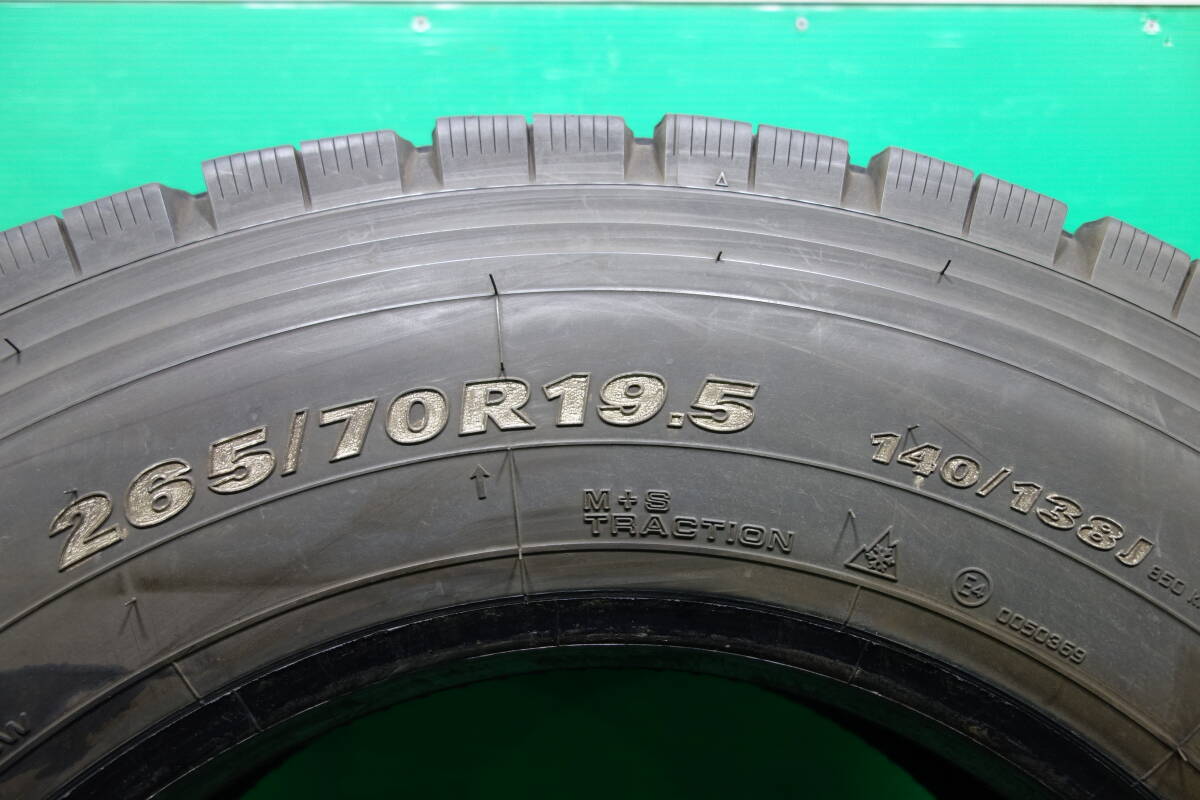 265/70R19.5
140/138J
M+S
TRACTION
E4
0050369